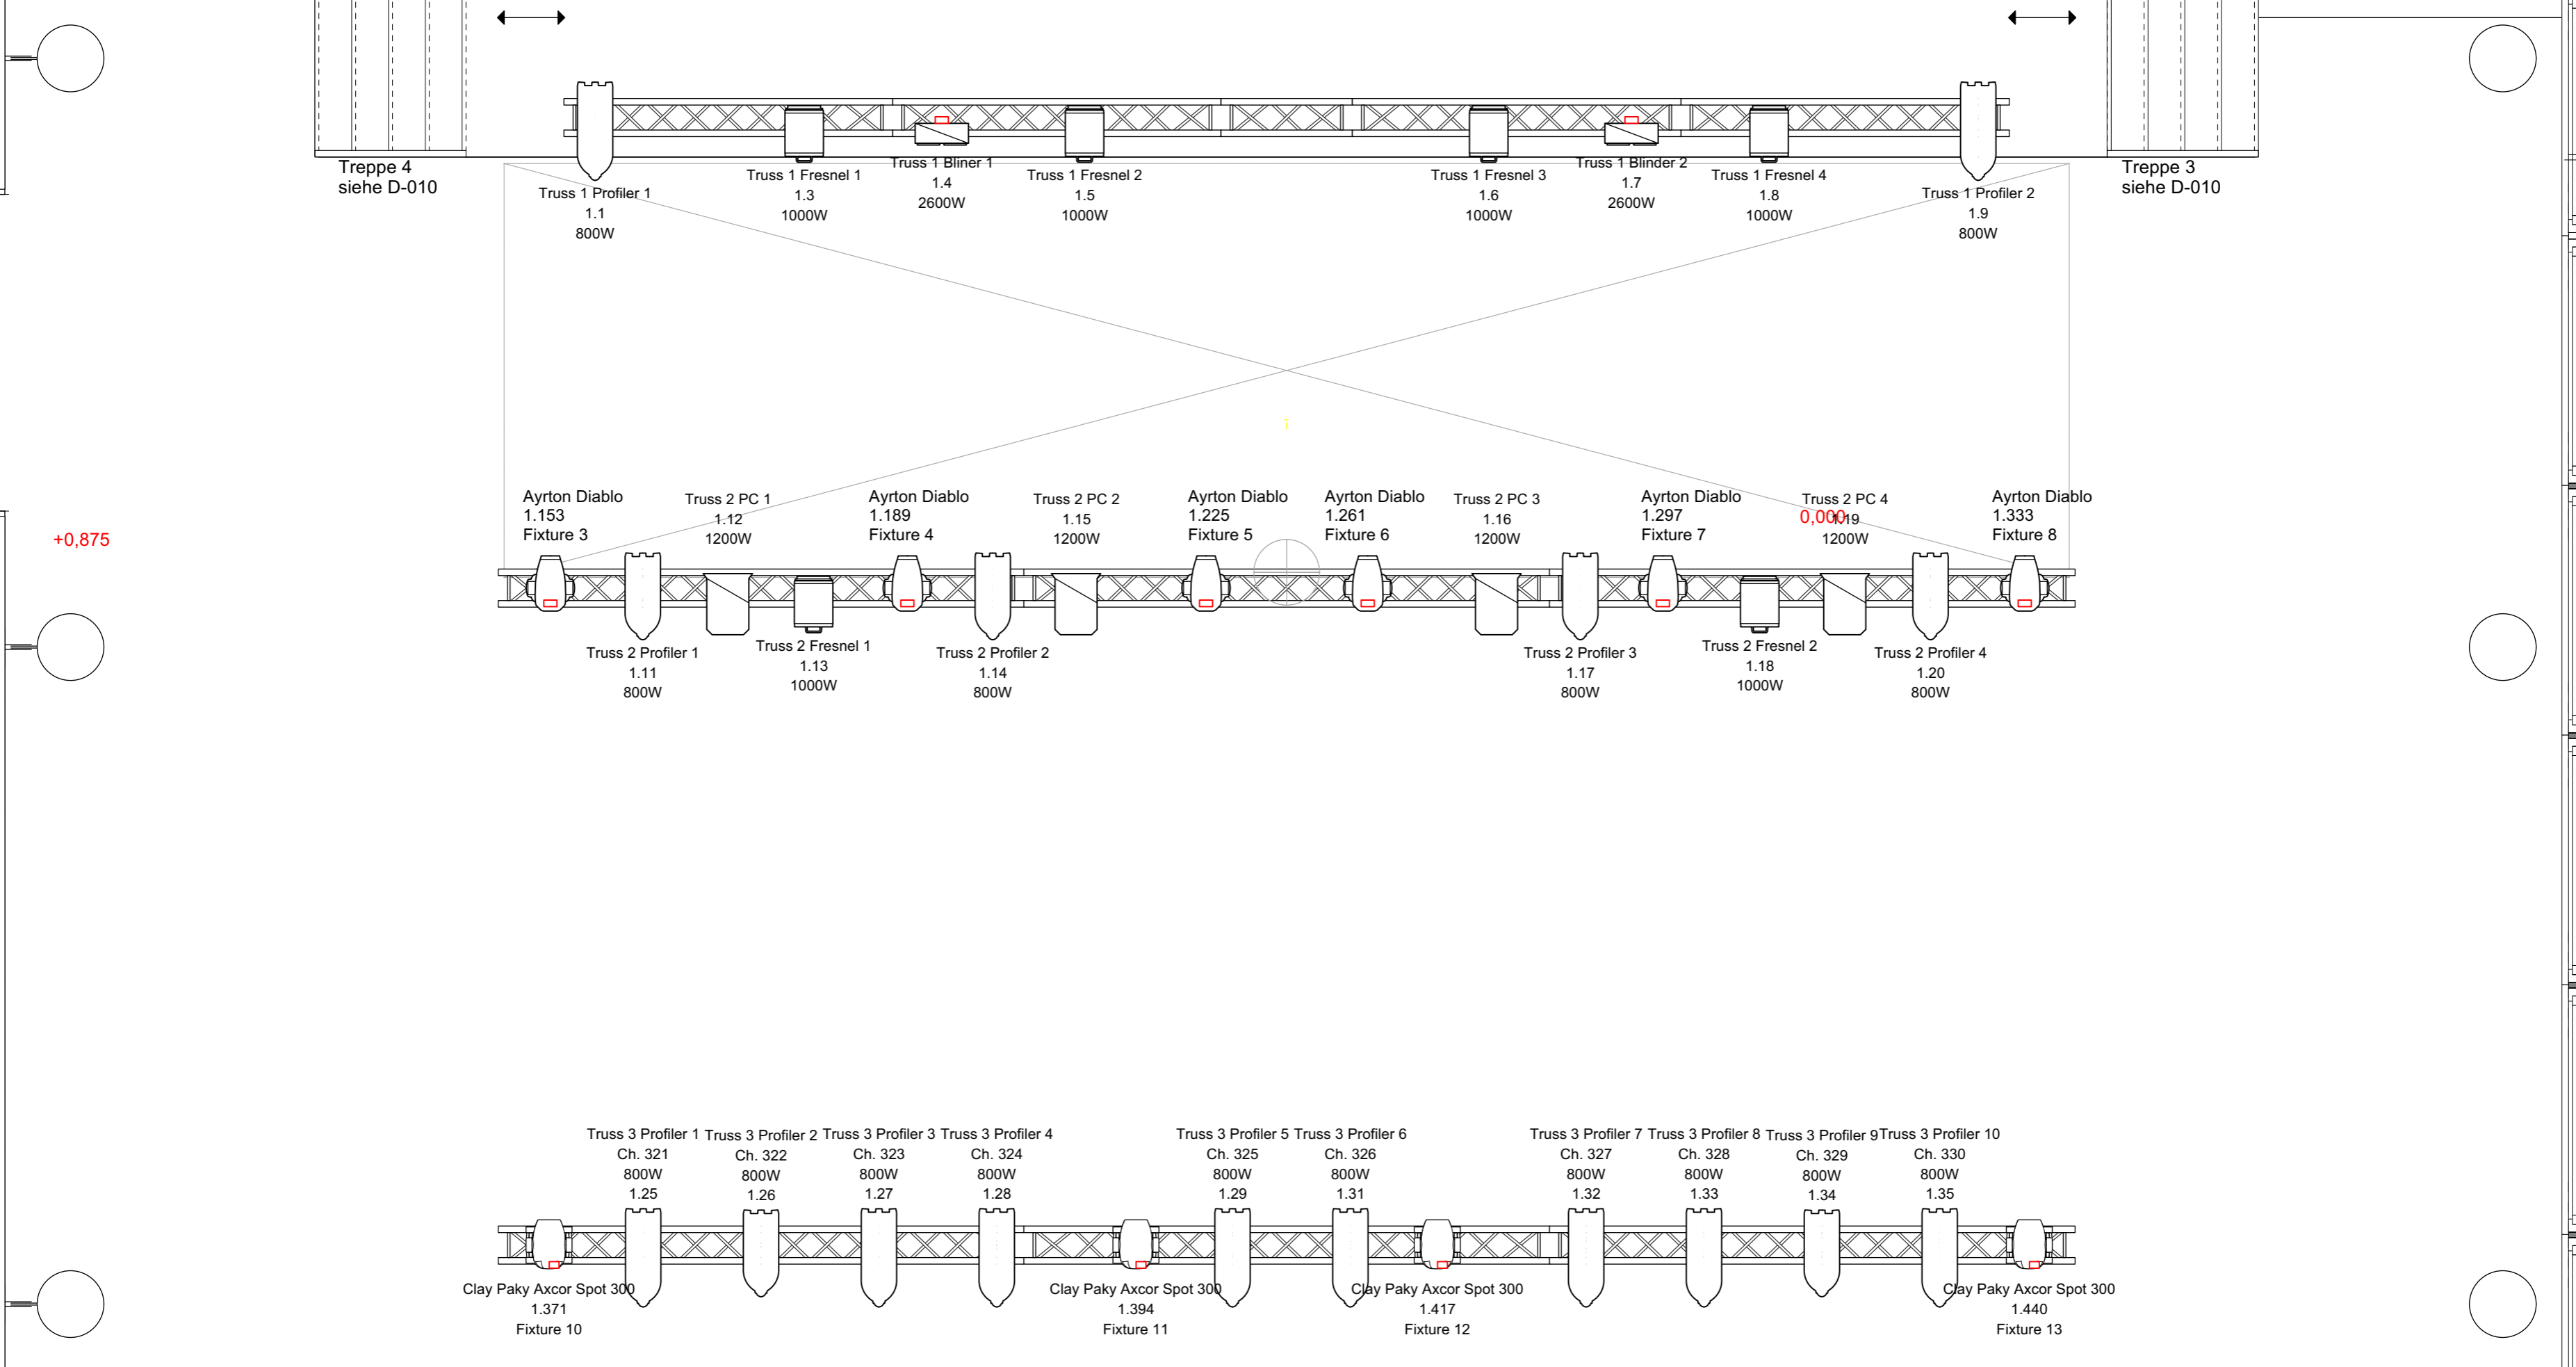 Treppe 4
siehe D-010
Truss 1 Profiler 1
1.1
800W
Truss 1 Fresnel 1
1.3
1000W
Truss 1 Bliner 1
1.4
2600W
Truss 1 Fresnel 2
1.5
1000W
Truss 1 Fresnel 3
1.6
1000W
Truss 1 Blinder 2
1.7
2600W
Truss 1 Fresnel 4
1.8
1000W
Truss 1 Profiler 2
1.9
800W
Treppe 3
siehe D-010
1
+0,875
Ayrton Diablo
1.153
Fixture 3
Truss 2 PC 1
1.12
1200W
Ayrton Diablo
1.189
Fixture 4
Truss 2 PC 2
1.15
1200W
Ayrton Diablo
1.225
Fixture 5
Ayrton Diablo
1.261
Fixture 6
Truss 2 PC 3
1.16
1200W
Ayrton Diablo
1.297
Fixture 7
Truss 2 PC 4
0,000
1.19
1200W
Ayrton Diablo
1.333
Fixture 8
Truss 2 Profiler 1
1.11
800W
Truss 2 Fresnel 1
1.13
1000W
Truss 2 Profiler 2
1.14
800W
Truss 2 Profiler 3
1.17
800W
Truss 2 Fresnel 2
1.18
1000W
Truss 2 Profiler 4
1.20
800W
Truss 3 Profiler 1
Ch. 321
800W
1.25
Truss 3 Profiler 2
Ch. 322
800W
1.26
Truss 3 Profiler 3
Ch. 323
800W
1.27
Truss 3 Profiler 4
Ch. 324
800W
1.28
Truss 3 Profiler 5
Ch. 325
800W
1.29
Truss 3 Profiler 6
Ch. 326
800W
1.31
Truss 3 Profiler 7
Ch. 327
800W
1.32
Truss 3 Profiler 8
Ch. 328
800W
1.33
Truss 3 Profiler 9
Ch. 329
800W
1.34
Truss 3 Profiler 10
Ch. 330
800W
1.35
Clay Paky Axcor Spot 300
1.371
Fixture 10
Clay Paky Axcor Spot 300
1.394
Fixture 11
Clay Paky Axcor Spot 300
1.417
Fixture 12
Clay Paky Axcor Spot 300
1.440
Fixture 13